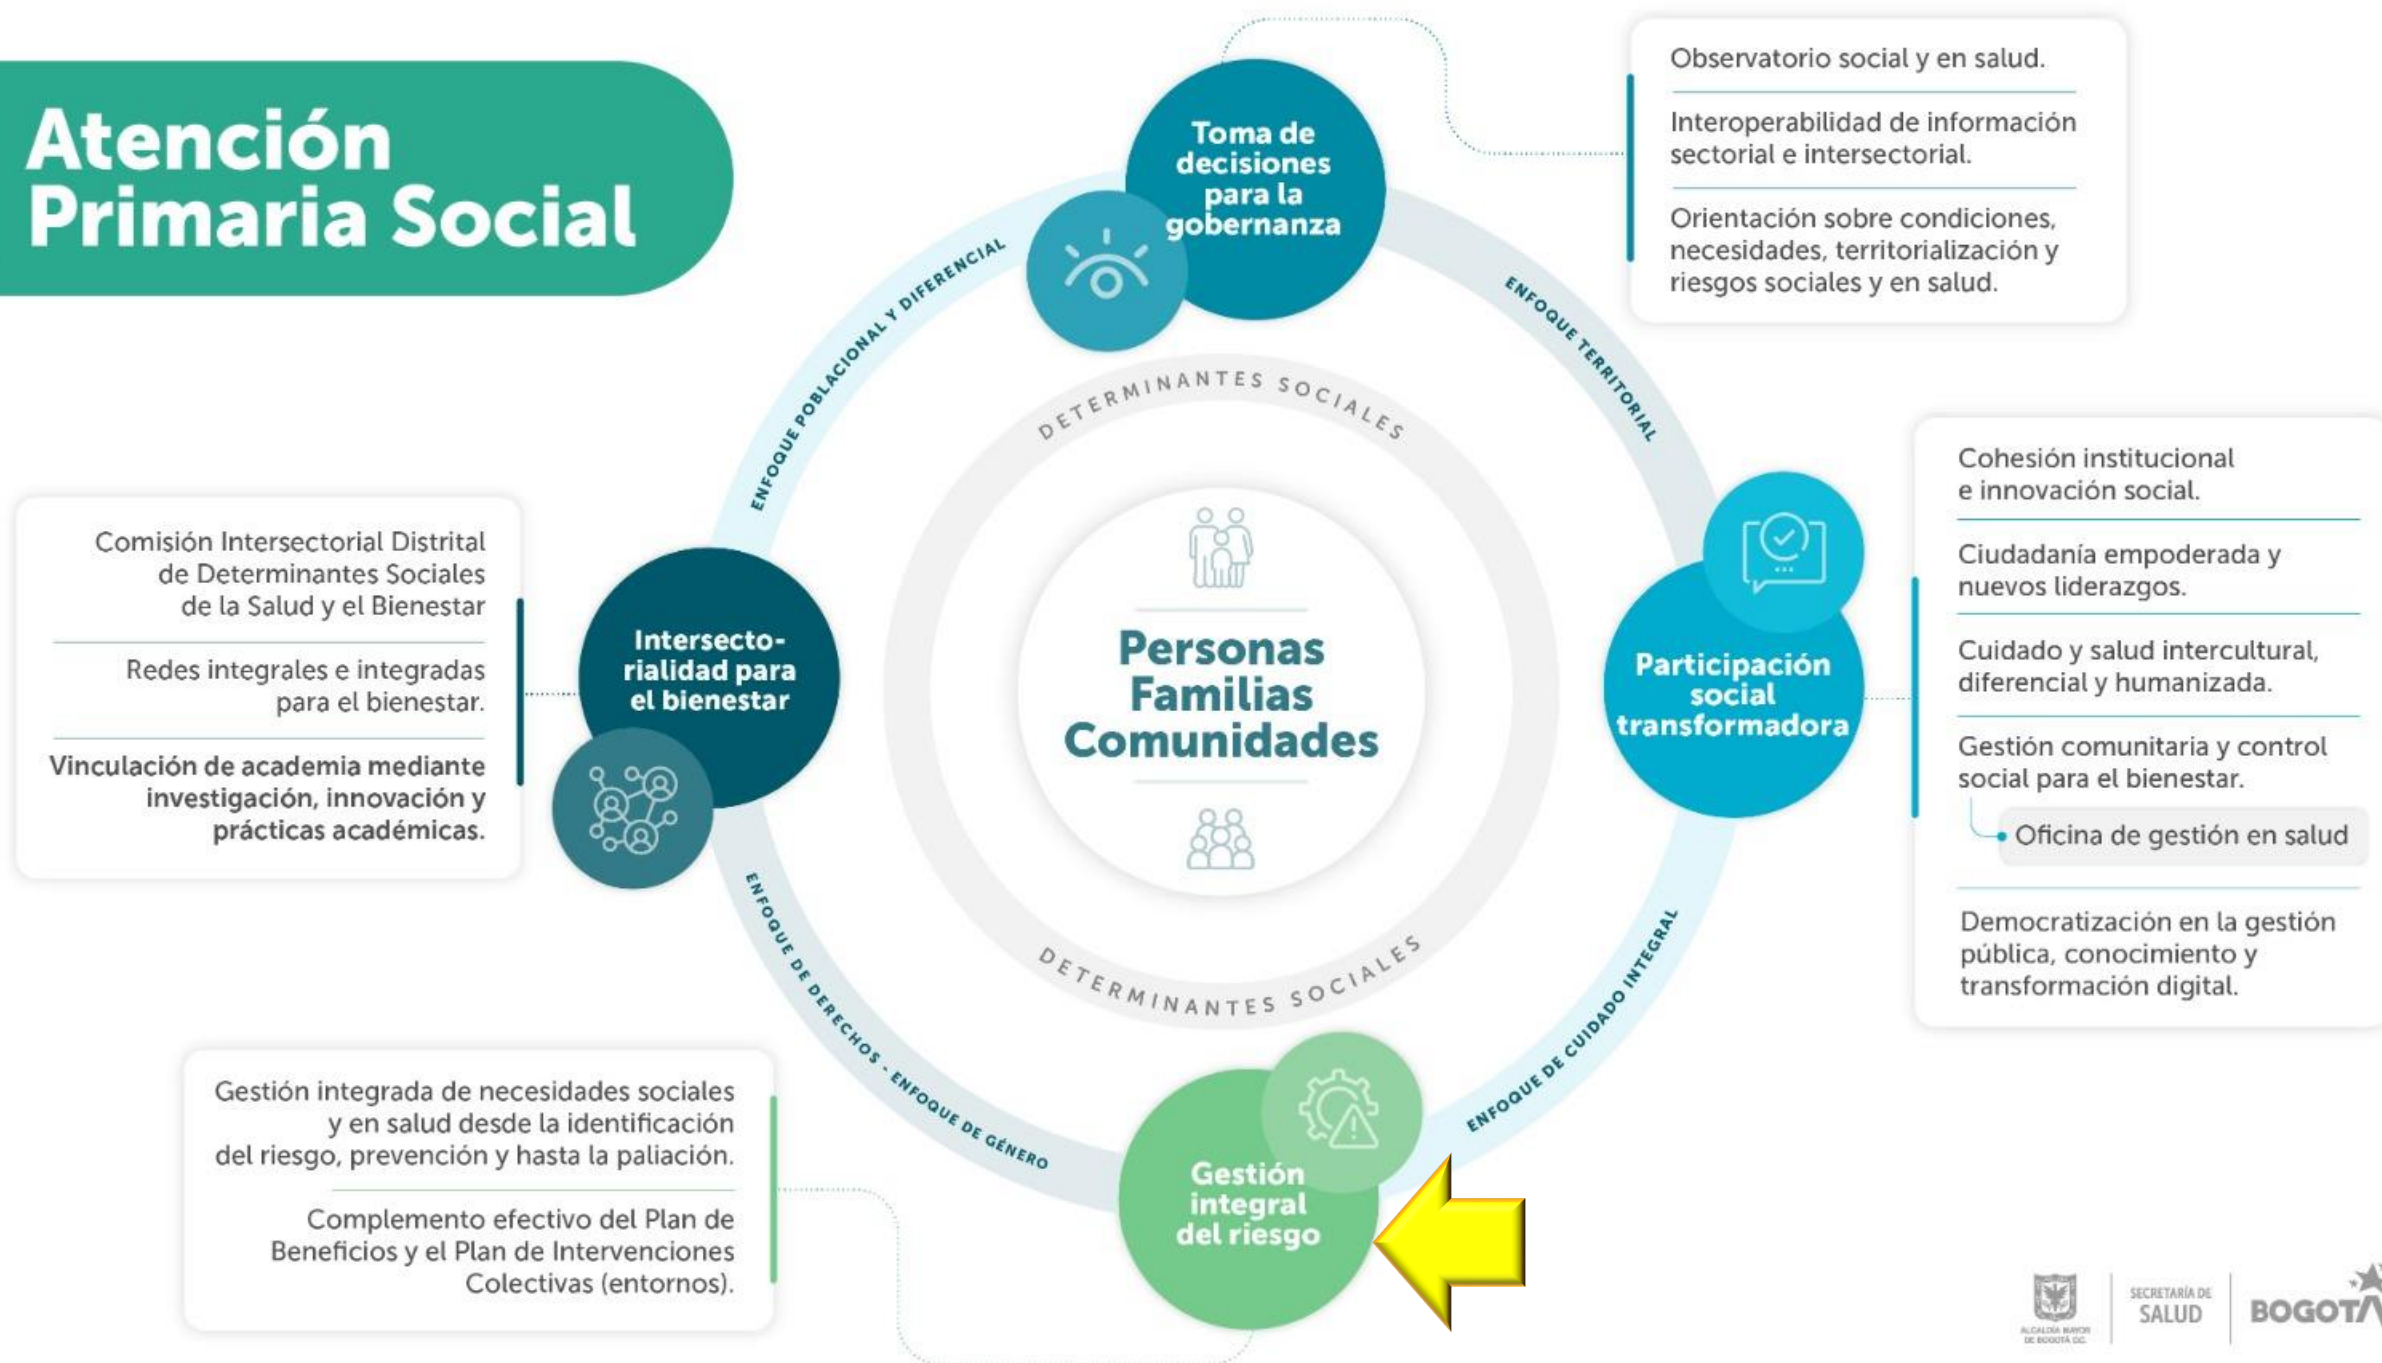 Atención
Primaria Social
Toma de
decisiones
para la
gobernanza
Observatorio social y en salud.
Interoperabilidad de información
sectorial e intersectorial.
Orientación sobre condiciones,
necesidades, territorialización y
riesgos sociales y en salud.
ENFOQUE POBLACIONAL Y DIFERENCIAL
ENFOQUE TERRITORIAL
DETERMINANTES SOCIALES
Personas
Familias
Comunidades
DETERMINANTES SOCIALES
Comisión Intersectorial Distrital
de Determinantes Sociales
de la Salud y el Bienestar
Redes integrales e integradas
para el bienestar.
Vinculación de academia mediante
investigación, innovación y
prácticas académicas.
Intersecto-
rialidad para
el bienestar
Participación
social
transformadora
Cohesión institucional
e innovación social.
Ciudadanía empoderada y
nuevos liderazgos.
Cuidado y salud intercultural,
diferencial y humanizada.
Gestión comunitaria y control
social para el bienestar.
Oficina de gestión en salud
Democratización en la gestión
pública, conocimiento y
transformación digital.
ENFOQUE DE DERECHOS - ENFOQUE DE GÉNERO
ENFOQUE DE CUIDADO INTEGRAL
Gestión integrada de necesidades sociales
y en salud desde la identificación
del riesgo, prevención y hasta la paliación.
Complemento efectivo del Plan de
Beneficios y el Plan de Intervenciones
Colectivas (entornos).
Gestión
integral
del riesgo
ALCALDÍA MAYOR
DE BOGOTÁ D.C.
SECRETARÍA DE
SALUD
BOGOTÁ